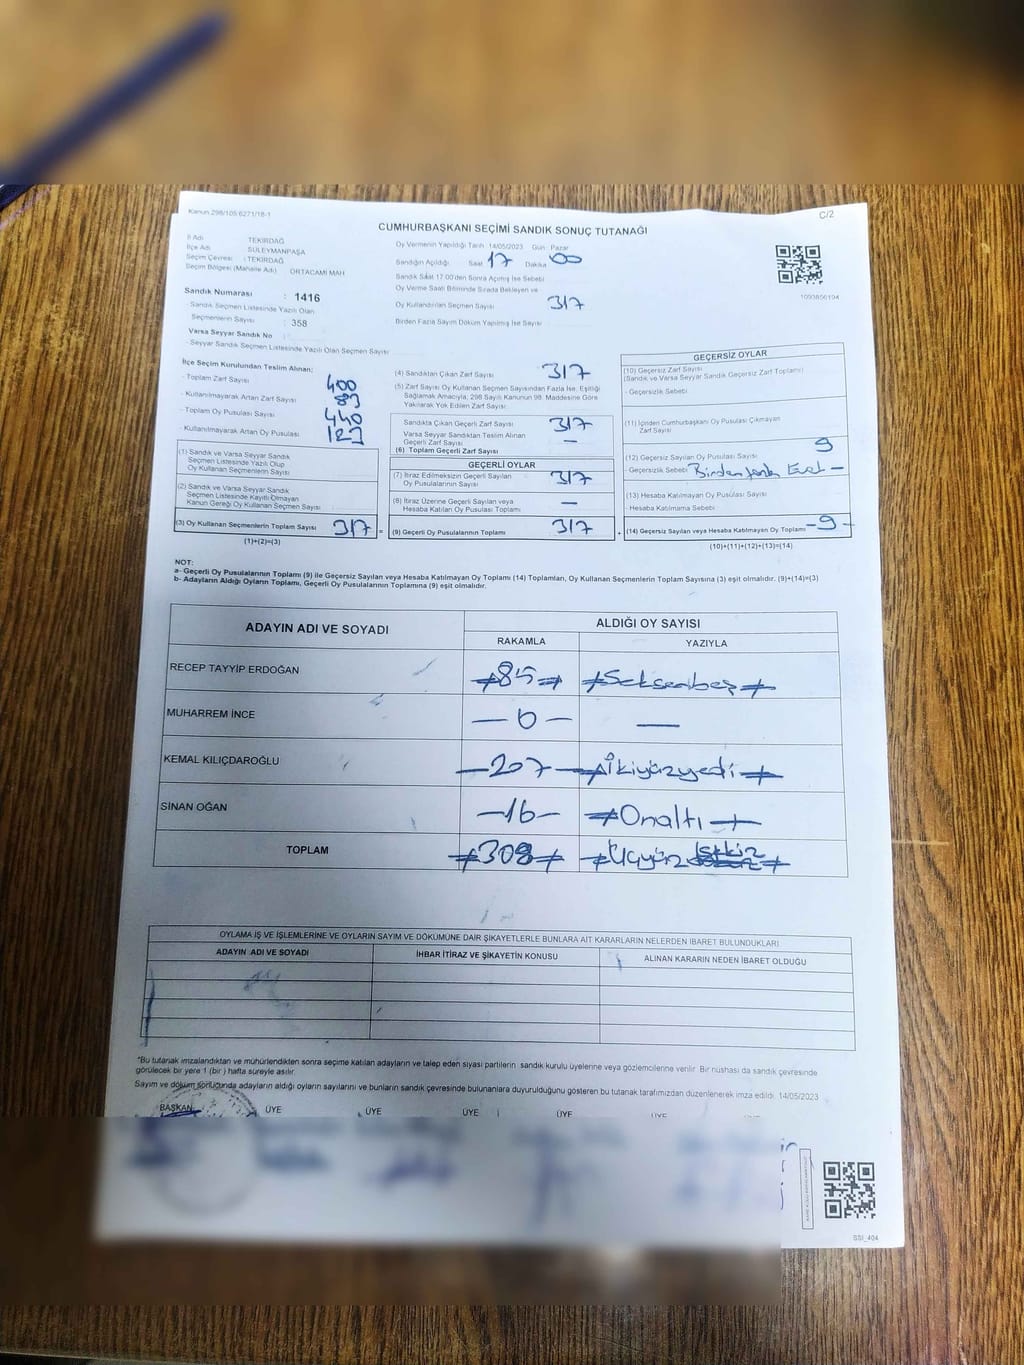 Kanun 298/105 6271/18-1
C/2
CUMHURBAŞKANI SEÇİMİ SANDIK SONUÇ TUTANAĞI
İl Adı TEKİRDAĞ
İlçe Adı SÜLEYMANPAŞA
Seçim Çevresi : TEKİRDAĞ
Seçim Bölgesi (Mahalle Adı) ORTACAMİ MAH
Sandık Numarası : 1416
- Sandık Seçmen Listesinde Yazılı Olan
Seçmenlerin Sayısı : 358
Varsa Seyyar Sandık No :
- Seyyar Sandık Seçmen Listesinde Yazılı Olan Seçmen Sayısı
Oy Vermenin Yapıldığı Tarih 14/05/2023 Gün : Pazar
Sandığın Açıldığı Saat 17 Dakika 00
Sandık Saat 17.00'den Sonra Açılmış İse Sebebi
Oy Verme Saati Bitiminde Sırada Bekleyen ve
Oy Kullandırılan Seçmen Sayısı 317
Birden Fazla Sayım Döküm Yapılmış İse Sayısı
1093856194
İlçe Seçim Kurulundan Teslim Alınan;
- Toplam Zarf Sayısı 400
- Kullanılmayarak Artan Zarf Sayısı 83
- Toplam Oy Pusulası Sayısı
- Kullanılmayarak Artan Oy Pusulası
(1) Sandık ve Varsa Seyyar Sandık
Seçmen Listesinde Yazılı Olup
Oy Kullanan Seçmenlerin Sayısı
(2) Sandık ve Varsa Seyyar Sandık
Seçmen Listesinde Kayıtlı Olmayan
Kanun Gereği Oy Kullanan Seçmen Sayısı
(3) Oy Kullanan Seçmenlerin Toplam Sayısı 317
(1)+(2)=(3)
(4) Sandıktan Çıkan Zarf Sayısı 317
(5) Zarf Sayısı Oy Kullanan Seçmen Sayısından Fazla İse, Eşitliği
Sağlamak Amacıyla, 298 Sayılı Kanunun 98. Maddesine Göre
Yakılarak Yok Edilen Zarf Sayısı
Sandıkta Çıkan Geçerli Zarf Sayısı 317
Varsa Seyyar Sandıktan Teslim Alınan
Geçerli Zarf Sayısı —
(6) Toplam Geçerli Zarf Sayısı
GEÇERLİ OYLAR
(7) İtiraz Edilmeksizin Geçerli Sayılan
Oy Pusulalarının Sayısı 317
(8) İtiraz Üzerine Geçerli Sayılan veya
Hesaba Katılan Oy Pusulası Toplamı —
(9) Geçerli Oy Pusulalarının Toplamı 317
GEÇERSİZ OYLAR
(10) Geçersiz Zarf Sayısı
(Sandık ve Varsa Seyyar Sandık Geçersiz Zarf Toplamı)
- Geçersizlik Sebebi
(11) İçinden Cumhurbaşkanı Oy Pusulası Çıkmayan
Zarf Sayısı
(12) Geçersiz Sayılan Oy Pusulası Sayısı 9
Geçersizlik Sebebi Birden fazla Evet —
(13) Hesaba Katılmayan Oy Pusulası Sayısı
- Hesaba Katılmama Sebebi
(14) Geçersiz Sayılan veya Hesaba Katılmayan Oy Toplamı -9-
(10)+(11)+(12)+(13)=(14)
NOT:
a- Geçerli Oy Pusulalarının Toplamı (9) ile Geçersiz Sayılan veya Hesaba Katılmayan Oy Toplamı (14) Toplamları, Oy Kullanan Seçmenlerin Toplam Sayısına (3) eşit olmalıdır. (9)+(14)=(3)
b- Adayların Aldığı Oyların Toplamı, Geçerli Oy Pusulalarının Toplamına (9) eşit olmalıdır.
ADAYIN ADI VE SOYADI ALDIĞI OY SAYISI
RAKAMLA YAZIYLA
RECEP TAYYİP ERDOĞAN 85 Seksenbeş
MUHARREM İNCE — 0 — —
KEMAL KILIÇDAROĞLU — 207 — İkiyüzyedi
SİNAN OĞAN — 16 — Onaltı
TOPLAM 308 Üçyüz sekiz
OYLAMA İŞ VE İŞLEMLERİNE VE OYLARIN SAYIM VE DÖKÜMÜNE DAİR ŞİKAYETLERLE BUNLARA AİT KARARLARIN NELERDEN İBARET BULUNDUKLARI
ADAYIN ADI VE SOYADI İHBAR İTİRAZ VE ŞİKAYETİN KONUSU ALINAN KARARIN NEDEN İBARET OLDUĞU
"Bu tutanak imzalandıktan ve mühürlendikten sonra seçime katılan adayların ve talep eden siyasi partilerin sandık kurulu üyelerine veya gözlemcilerine verilir. Bir nüshası da sandık çevresinde
görülecek bir yere 1 (bir) hafta süreyle asılır.
Sayım ve döküm sonucunda adayların aldığı oyların sayılarını ve bunların sandık çevresinde bulunanlara duyurulduğunu gösteren bu tutanak tarafımızdan düzenlenerek imza edildi. 14/05/2023
BAŞKAN ÜYE ÜYE ÜYE ÜYE ÜYE
SSI_404